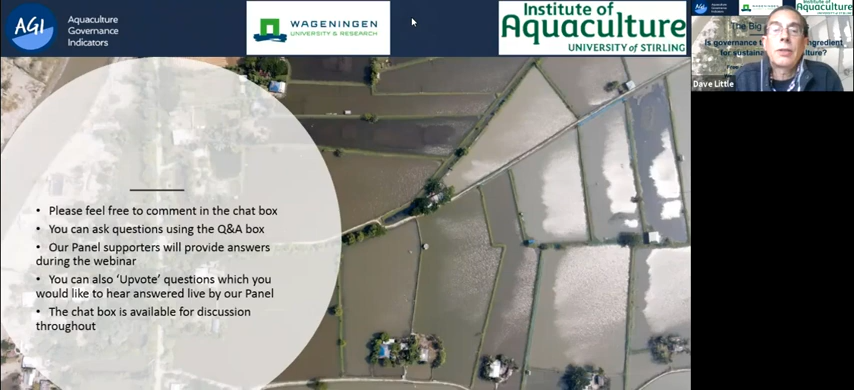 AGI
Aquaculture
Governance
Indicators
WAGENINGEN
UNIVERSITY & RESEARCH
Institute of
Aquaculture
UNIVERSITY of STIRLING
• Please feel free to comment in the chat box
• You can ask questions using the Q&A box
• Our Panel supporters will provide answers
during the webinar
• You can also ‘Upvote’ questions which you
would like to hear answered live by our Panel
• The chat box is available for discussion
throughout
The Big
Is governance
for sustaina
Dave Little